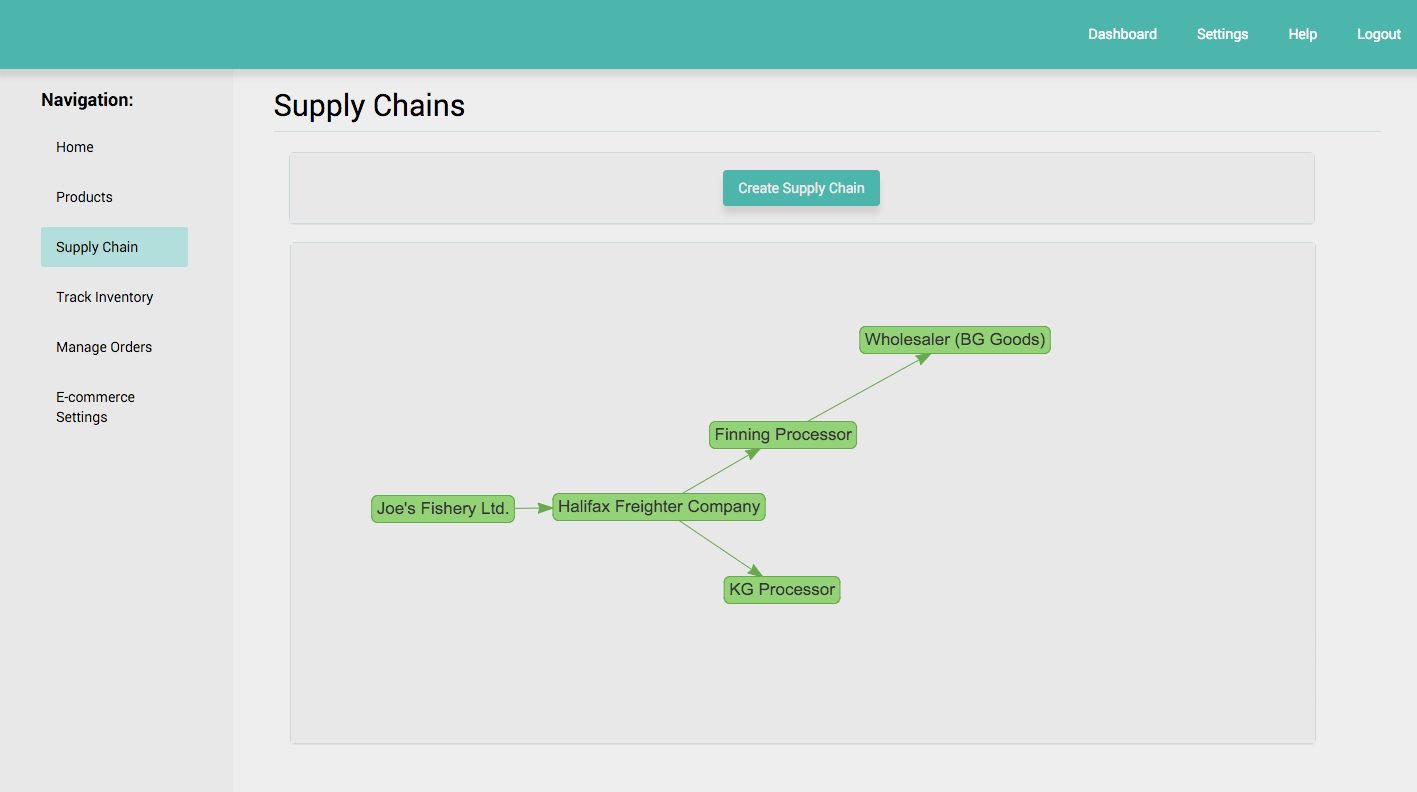 Dashboard Settings Help Logout
Navigation:
Home
Products
Supply Chain
Track Inventory
Manage Orders
E-commerce
Settings
Supply Chains
Create Supply Chain
Wholesaler (BG Goods)
Finning Processor
Joe's Fishery Ltd.
Halifax Freighter Company
KG Processor